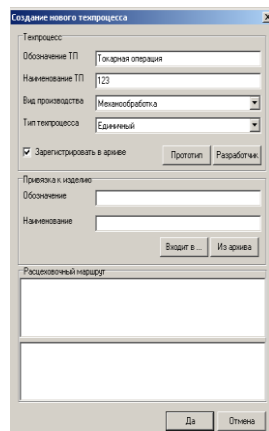 Создание нового техпроцесса
Техпроцесс
Обозначение ТП Токарная операция
Наименование ТП 123
Вид производства Механообработка
Тип техпроцесса Единичный
Зарегистрировать в архиве Прототип Разработчик
Привязка к изделию
Обозначение
Наименование
Входит в ... Из архива
Расцеховочный маршрут
Да Отмена